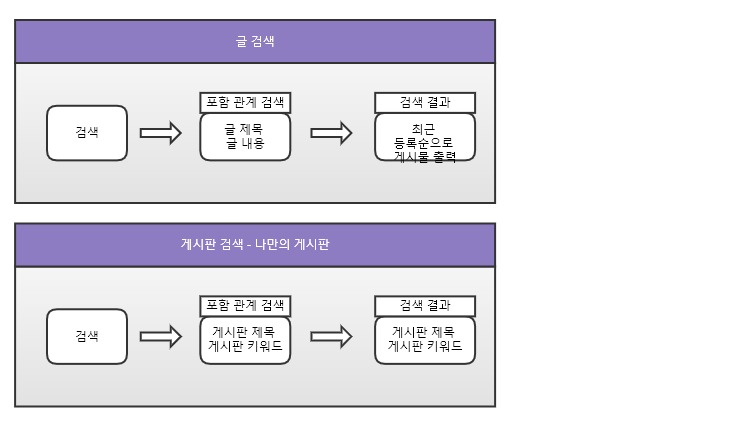 글 검색
검색
포함 관계 검색
글 제목
글 내용
검색 결과
최근
등록순으로
게시물 출력
게시판 검색 - 나만의 게시판
검색
포함 관계 검색
게시판 제목
게시판 키워드
검색 결과
게시판 제목
게시판 키워드